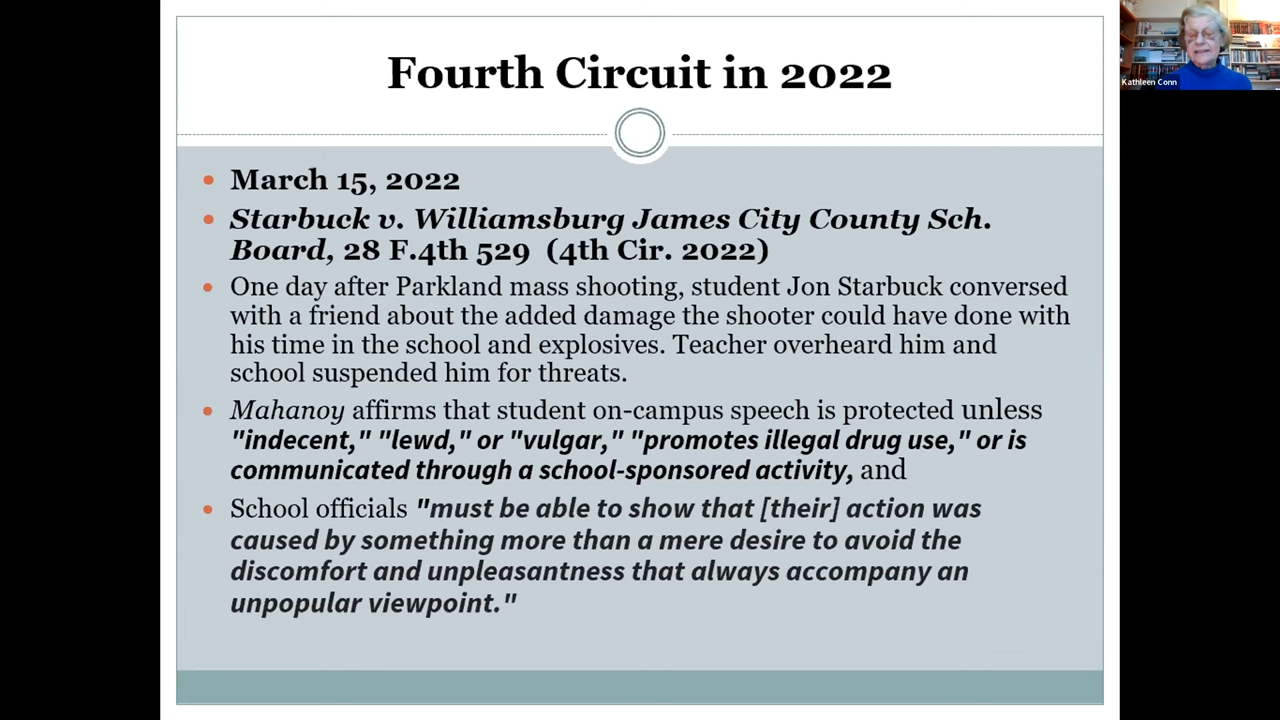 Fourth Circuit in 2022
Kathleen Conn
March 15, 2022
Starbuck v. Williamsburg James City County Sch.
Board, 28 F.4th 529 (4th Cir. 2022)
One day after Parkland mass shooting, student Jon Starbuck conversed
with a friend about the added damage the shooter could have done with
his time in the school and explosives. Teacher overheard him and
school suspended him for threats.
Mahanoy affirms that student on-campus speech is protected unless
"indecent," "lewd," or "vulgar," "promotes illegal drug use," or is
communicated through a school-sponsored activity, and
School officials "must be able to show that [their] action was
caused by something more than a mere desire to avoid the
discomfort and unpleasantness that always accompany an
unpopular viewpoint."